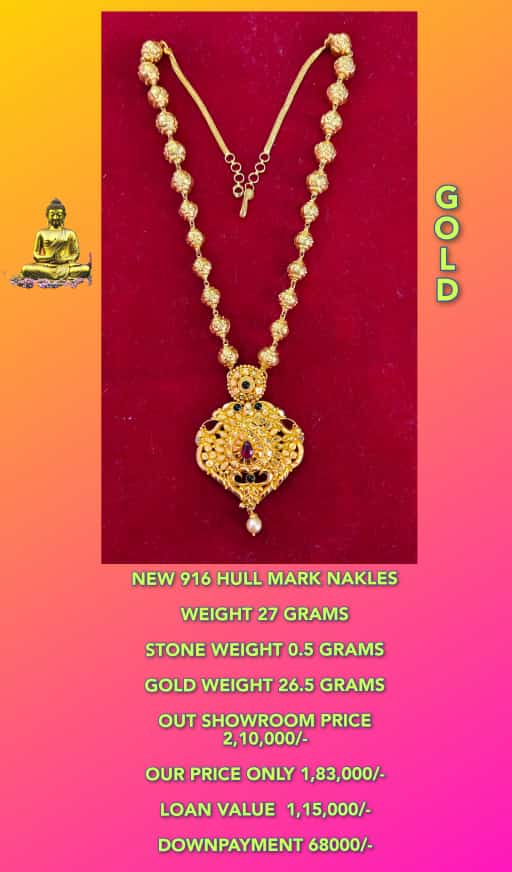 GOLD
NEW 916 HULL MARK NAKLES
WEIGHT 27 GRAMS
STONE WEIGHT 0.5 GRAMS
GOLD WEIGHT 26.5 GRAMS
OUT SHOWROOM PRICE
2,10,000/-
OUR PRICE ONLY 1,83,000/-
LOAN VALUE  1,15,000/-
DOWNPAYMENT 68000/-